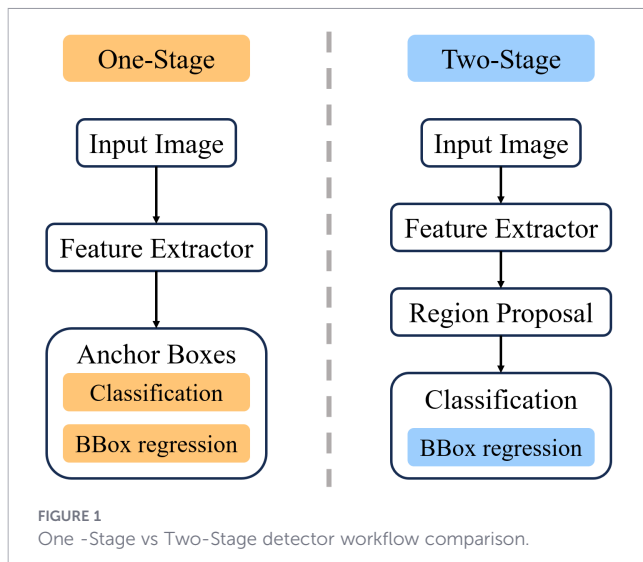 One-Stage
Input Image
Feature Extractor
Anchor Boxes
Classification
BBox regression
Two-Stage
Input Image
Feature Extractor
Region Proposal
Classification
BBox regression
FIGURE 1
One -Stage vs Two-Stage detector workflow comparison.